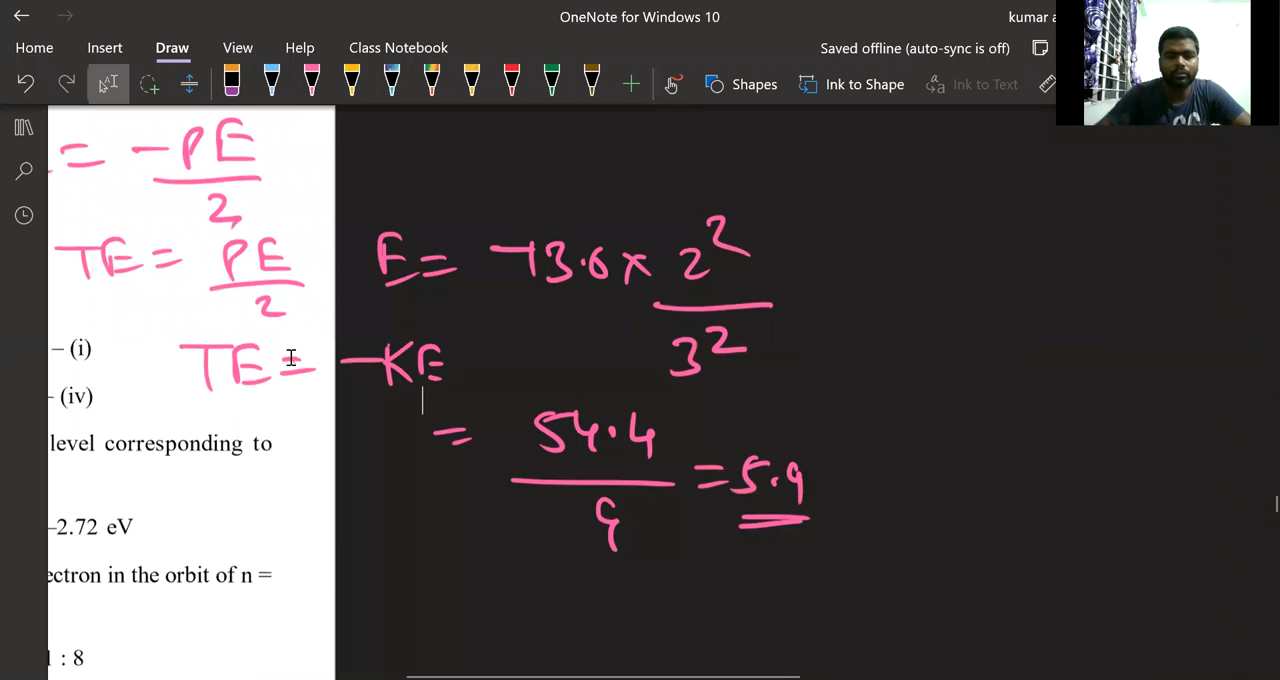 OneNote for Windows 10
kumar a
Home Insert Draw View Help Class Notebook
Saved offline (auto-sync is off)
Shapes Ink to Shape Ink to Text
= -PE
2
TE = PE
2
TE = -KE
E = -13.6 × 2²
3²
= 54.4
9
= 5.9
– (i)
– (iv)
level corresponding to
–2.72 eV
ectron in the orbit of n =
1 : 8